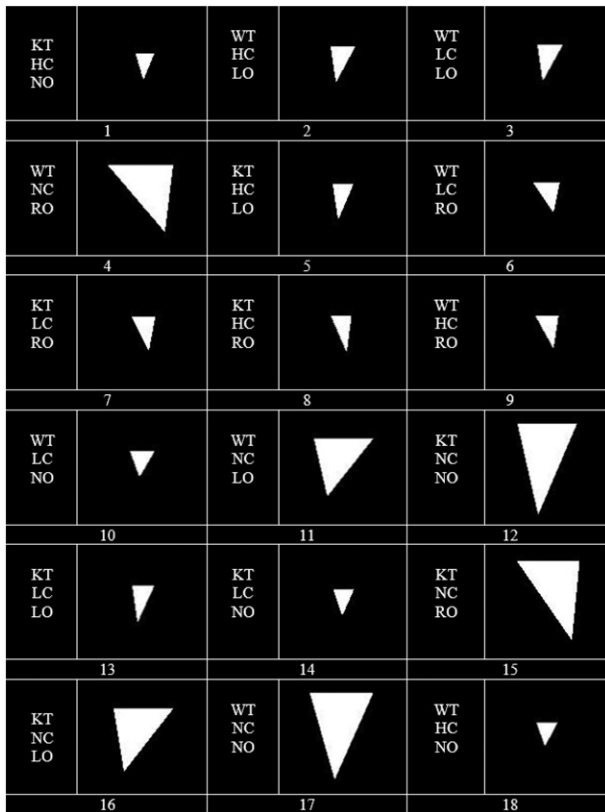 KT
HC
NO
WT
HC
LO
WT
LC
LO
1
2
3
WT
NC
RO
KT
HC
LO
WT
LC
RO
4
5
6
KT
LC
RO
KT
HC
RO
WT
HC
RO
7
8
9
WT
LC
NO
WT
NC
LO
KT
NC
NO
10
11
12
KT
LC
LO
KT
LC
NO
KT
NC
RO
13
14
15
KT
NC
LO
WT
NC
NO
WT
HC
NO
16
17
18